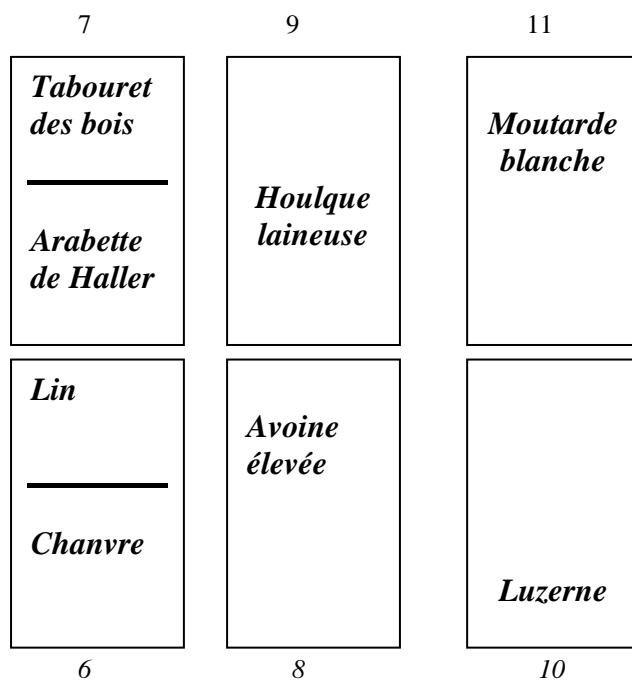 7
9
11
Tabouret
des bois
Arabette
de Haller
Houlque
laineuse
Moutarde
blanche
Lin
Chanvre
Avoine
élevée
Luzerne
6
8
10